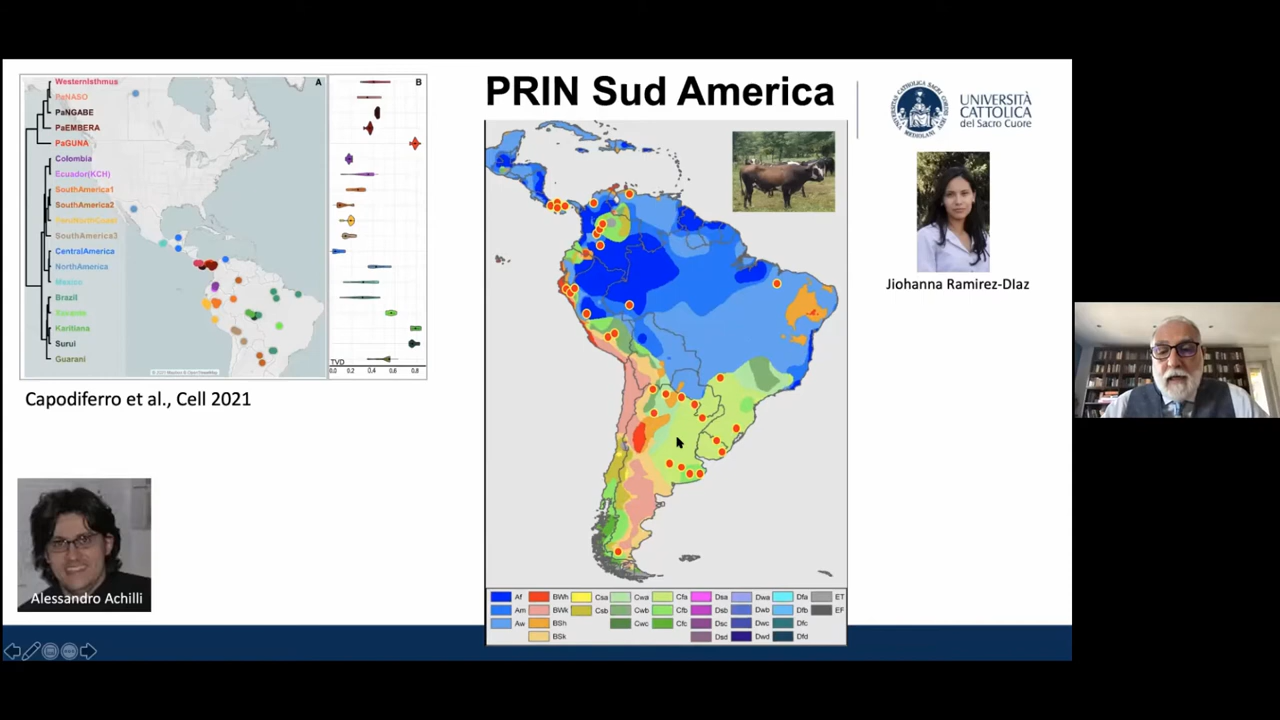 PRIN Sud America
WesternIsthmus
PaNASO
PaNGABE
PaEMBERA
PaGUNA
Colombia
Ecuador(KCH)
SouthAmerica1
SouthAmerica2
SouthAmerica3
CentralAmerica
NorthAmerica
Mexico
Brazil
Karitiana
Surui
Guarani
A
B
TVD
0.0 0.2 0.4 0.6 0.8
Capodiferro et al., Cell 2021
Alessandro Achilli
UNIVERSITÀ
CATTOLICA
del Sacro Cuore
Jiohanna Ramirez-DIaz
Af BWh Csa Cwa Cfa Dsa Dwa Dfa ET
Am BWk Csb Cwb Cfb Dsb Dwb Dfb EF
Aw BSh Cwc Cfc Dsc Dwc Dfc
BSk Dsd Dwd Dfd